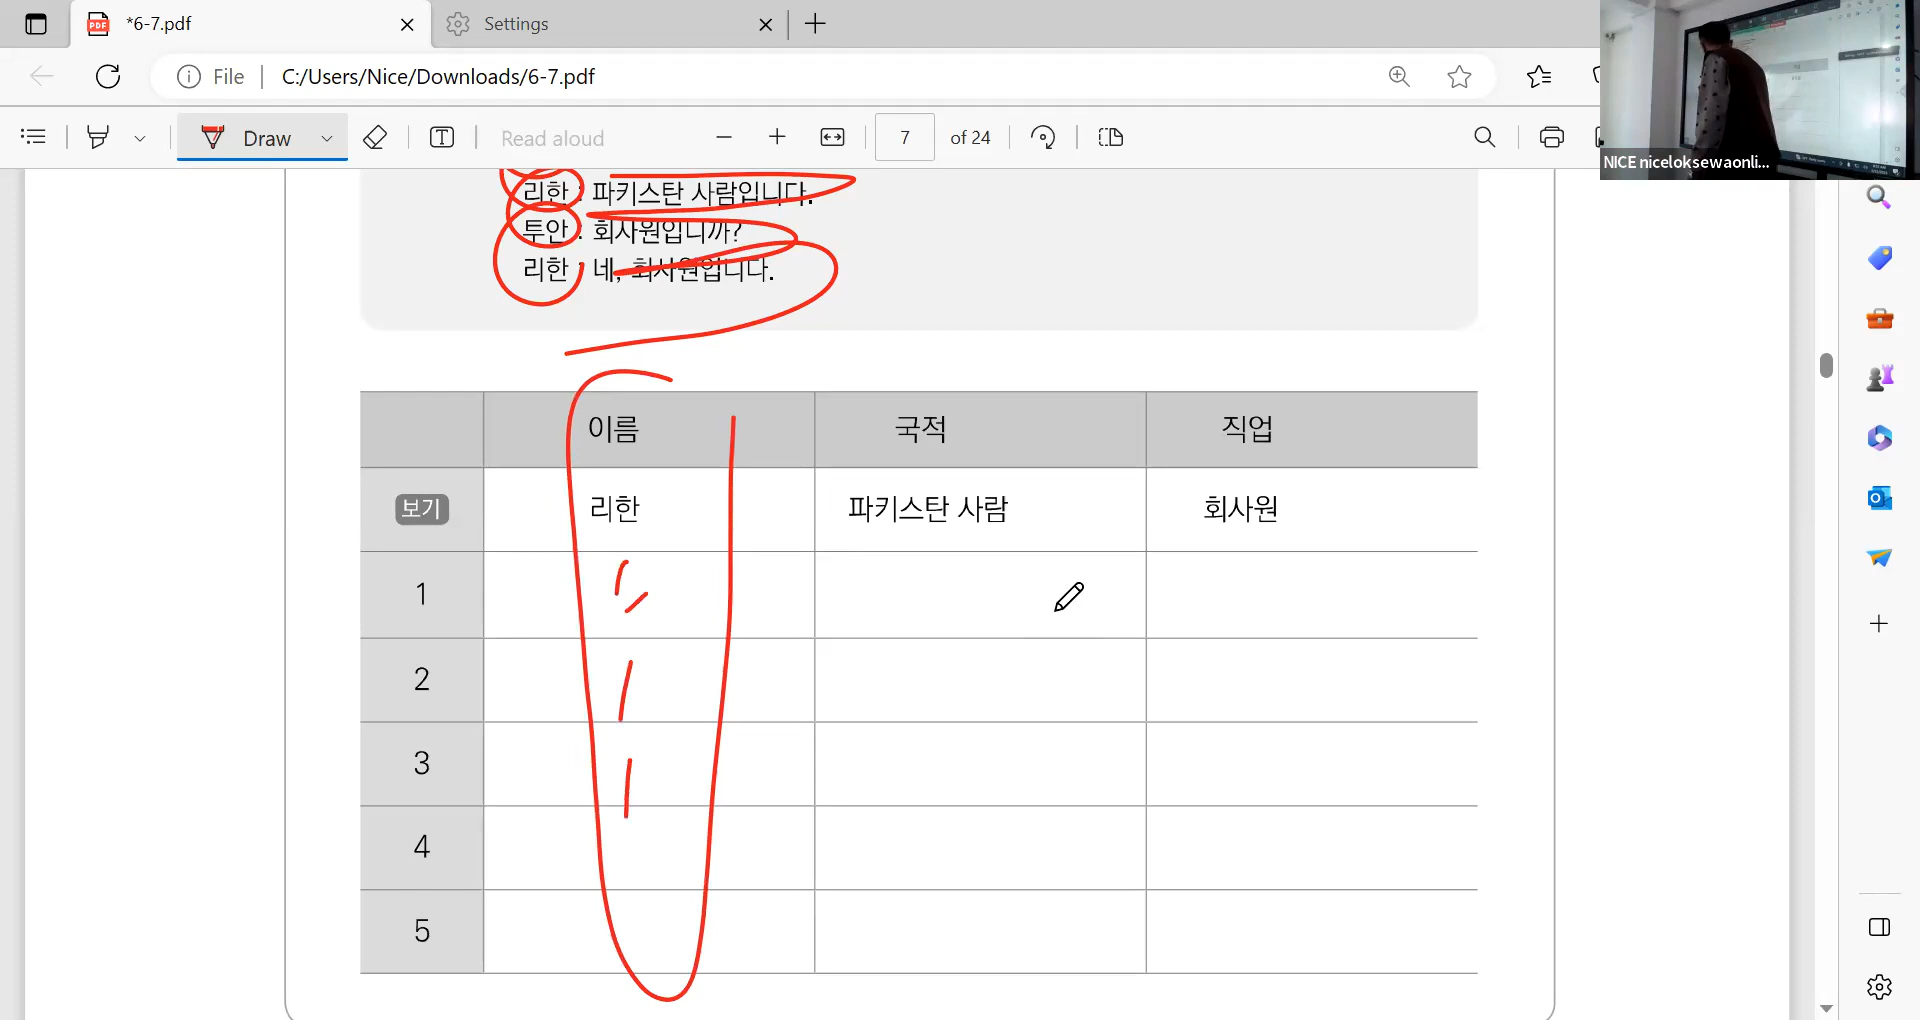 *6-7.pdf
Settings
File
C:/Users/Nice/Downloads/6-7.pdf
Draw
Read aloud
7
of 24
NICE niceloksewaonli...
리한 : 파키스탄 사람입니다.
투안 : 회사원입니까?
리한 : 네, 회사원입니다.
이름 국적 직업
보기 리한 파키스탄 사람 회사원
1
2
3
4
5